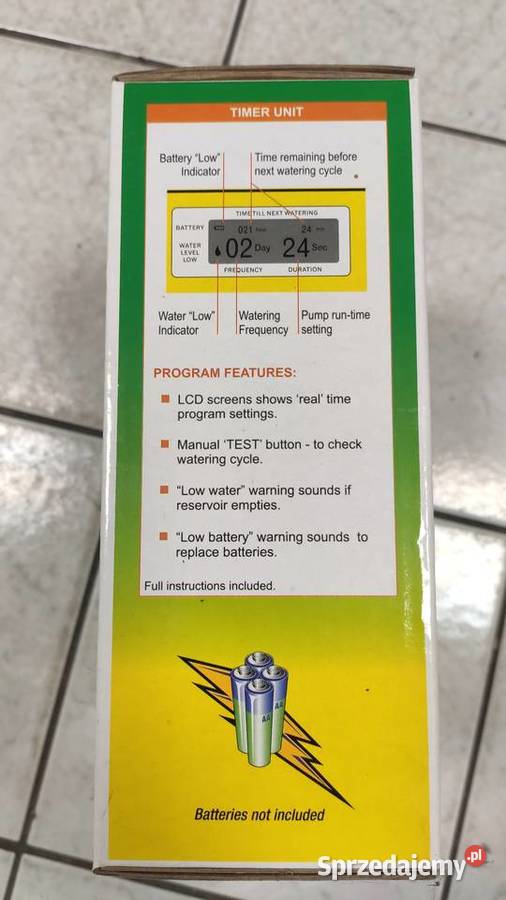 TIMER UNIT
Battery “Low” Indicator
Time remaining before next watering cycle
TIME TILL NEXT WATERING
BATTERY
021 24
WATER LEVEL LOW
02 Day 24 Sec
FREQUENCY DURATION
Water “Low” Indicator
Watering Frequency
Pump run-time setting
PROGRAM FEATURES:
LCD screens shows ‘real’ time
program settings.
Manual ‘TEST’ button - to check
watering cycle.
“Low water” warning sounds if
reservoir empties.
“Low battery” warning sounds to
replace batteries.
Full instructions included.
AA AA
Batteries not included
Sprzedajemy.pl